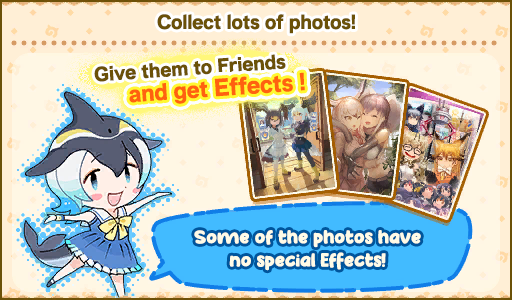 Collect lots of photos!
Give them to Friends
and get Effects !
Some of the photos have
no special Effects!